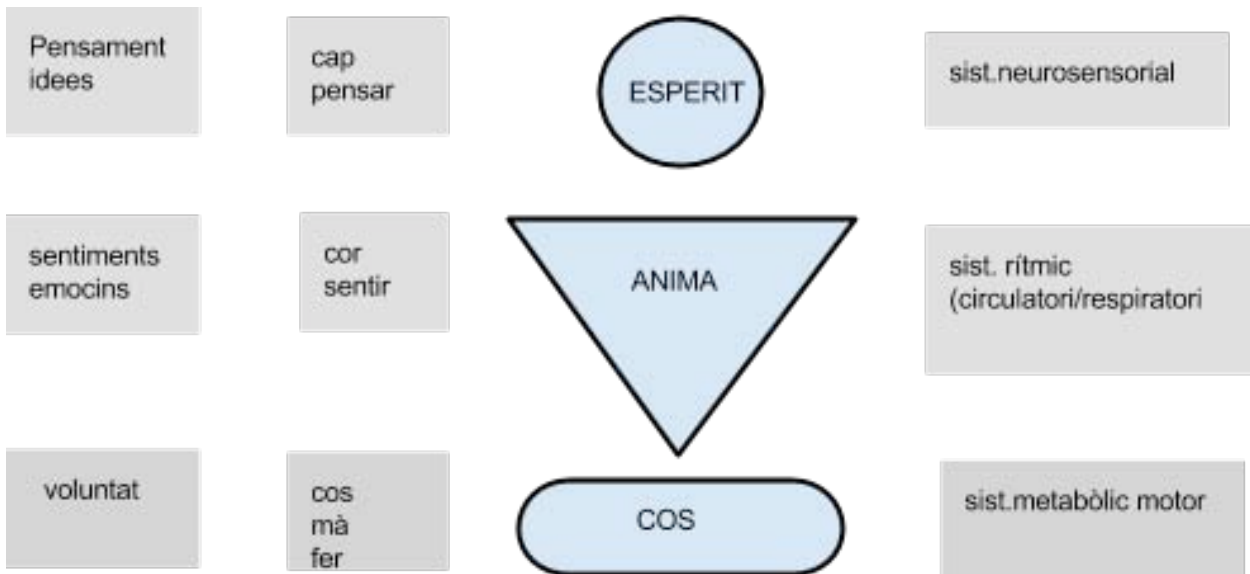 Pensament
idees
cap
pensar
ESPERIT
sist.neurosensorial
sentiments
emocins
cor
sentir
ANIMA
sist. rítmic
(circulatori/respiratori
voluntat
cos
mà
fer
COS
sist.metabòlic motor